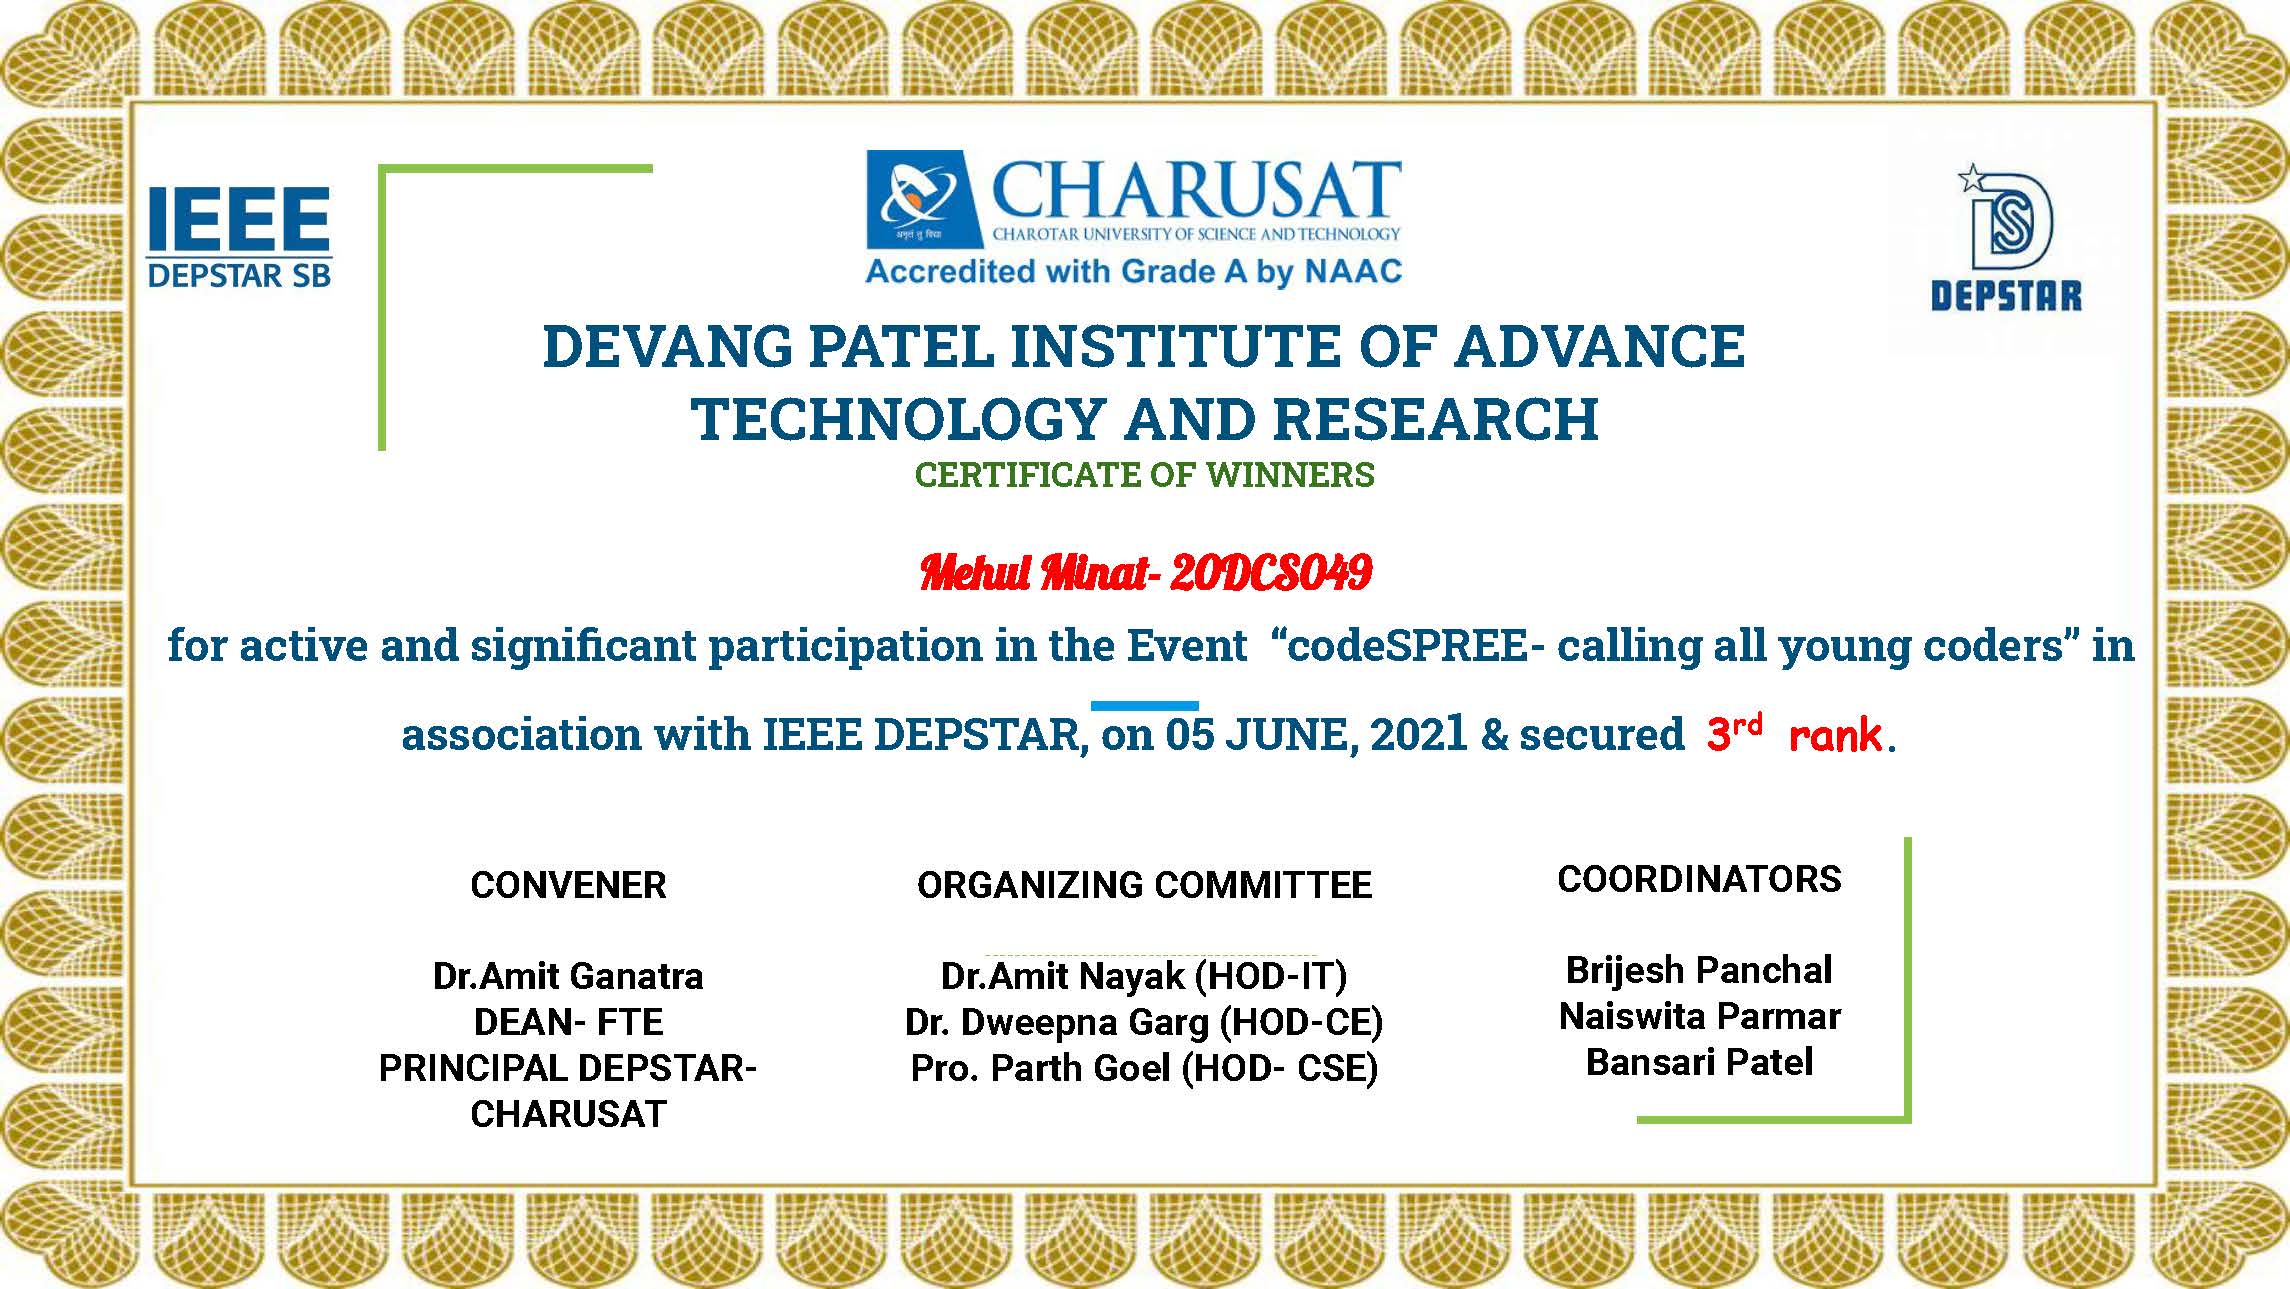 IEEE
DEPSTAR SB
CHARUSAT
CHAROTAR UNIVERSITY OF SCIENCE AND TECHNOLOGY
अमृतं तु विद्या
Accredited with Grade A by NAAC
DEPSTAR
DEVANG PATEL INSTITUTE OF ADVANCE
TECHNOLOGY AND RESEARCH
CERTIFICATE OF WINNERS
Mehul Minat- 20DCS049
for active and significant participation in the Event “codeSPREE- calling all young coders” in
association with IEEE DEPSTAR, on 05 JUNE, 2021 & secured 3rd rank.
CONVENER
Dr.Amit Ganatra
DEAN- FTE
PRINCIPAL DEPSTAR-
CHARUSAT
ORGANIZING COMMITTEE
Dr.Amit Nayak (HOD-IT)
Dr. Dweepna Garg (HOD-CE)
Pro. Parth Goel (HOD- CSE)
COORDINATORS
Brijesh Panchal
Naiswita Parmar
Bansari Patel